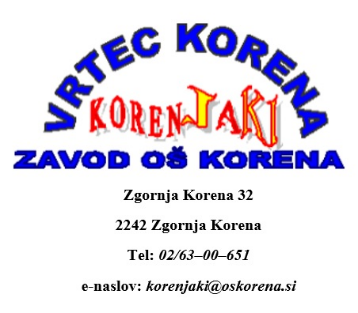 VRTEC KORENA
KORENJAKI
ZAVOD OŠ KORENA
Zgornja Korena 32
2242 Zgornja Korena
Tel: 02/63–00–651
e-naslov: korenjaki@oskorena.si